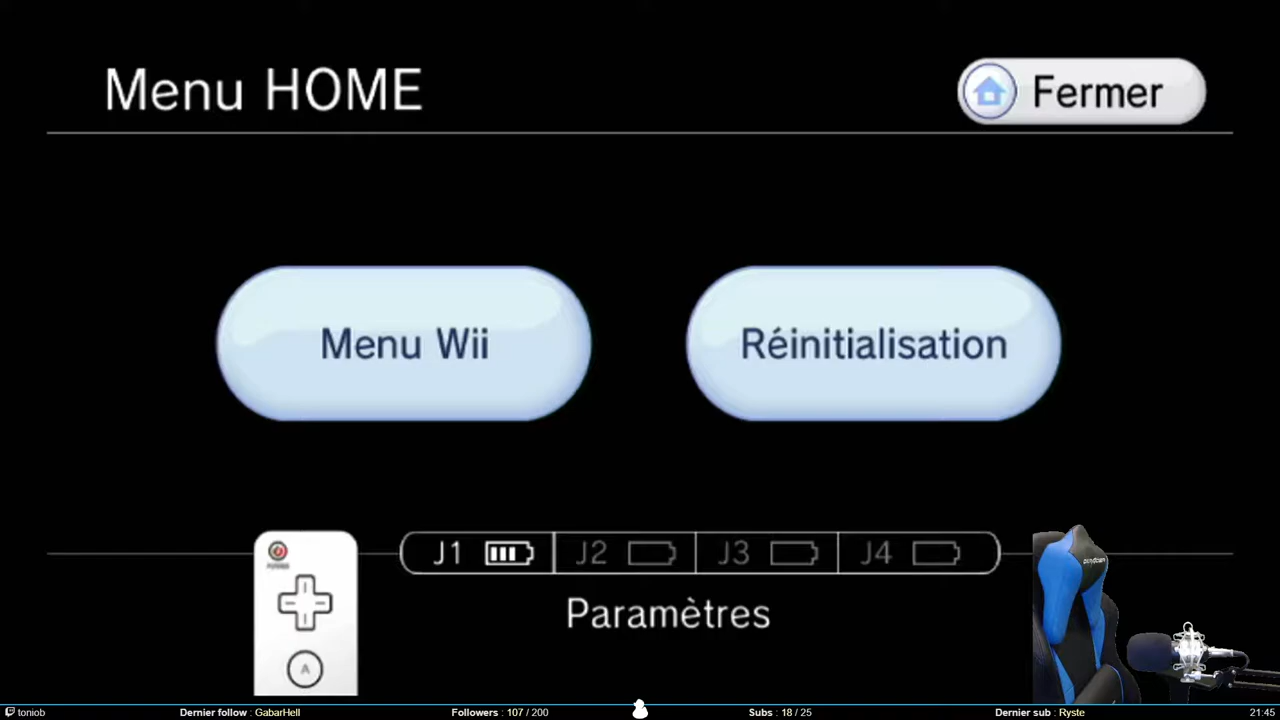 Menu HOME
Fermer
Menu Wii
Réinitialisation
J1 J2 J3 J4
A
Paramètres
toniob Dernier follow : GabarHell Followers : 107 / 200 Subs : 18 / 25 Dernier sub : Ryste 21:45